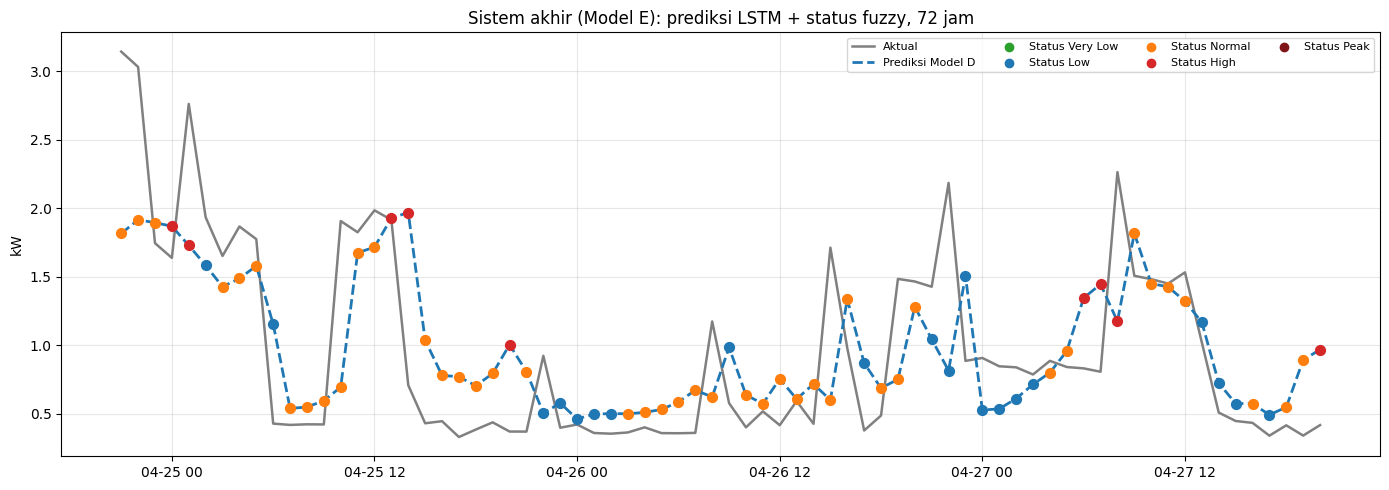 Sistem akhir (Model E): prediksi LSTM + status fuzzy, 72 jam
Aktual
Prediksi Model D
Status Very Low
Status Low
Status Normal
Status High
Status Peak
kW
3.0
2.5
2.0
1.5
1.0
0.5
04-25 00
04-25 12
04-26 00
04-26 12
04-27 00
04-27 12